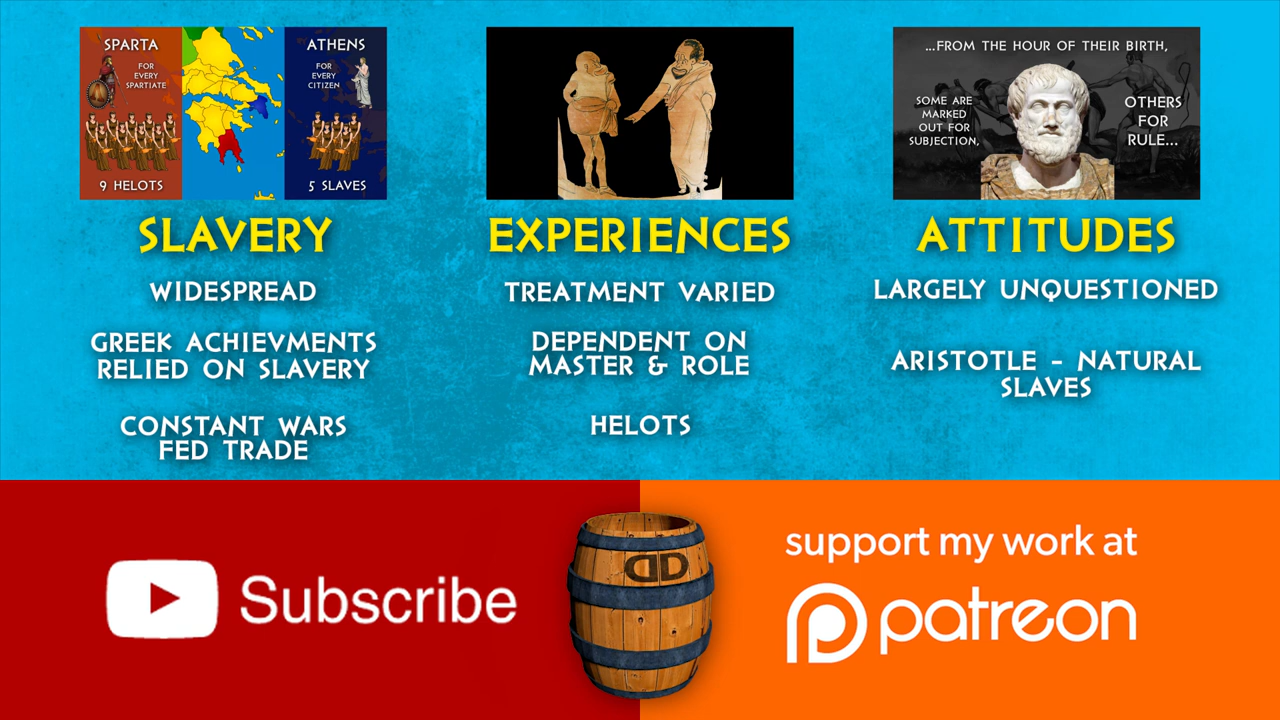 SPARTA
FOR
EVERY
SPARTIATE
9 HELOTS
ATHENS
FOR
EVERY
CITIZEN
5 SLAVES
...FROM THE HOUR OF THEIR BIRTH,
SOME ARE
MARKED
OUT FOR
SUBJECTION,
OTHERS
FOR
RULE...
SLAVERY
WIDESPREAD
GREEK ACHIEVMENTS
RELIED ON SLAVERY
CONSTANT WARS
FED TRADE
EXPERIENCES
TREATMENT VARIED
DEPENDENT ON
MASTER & ROLE
HELOTS
ATTITUDES
LARGELY UNQUESTIONED
ARISTOTLE - NATURAL
SLAVES
Subscribe
DD
support my work at
patreon